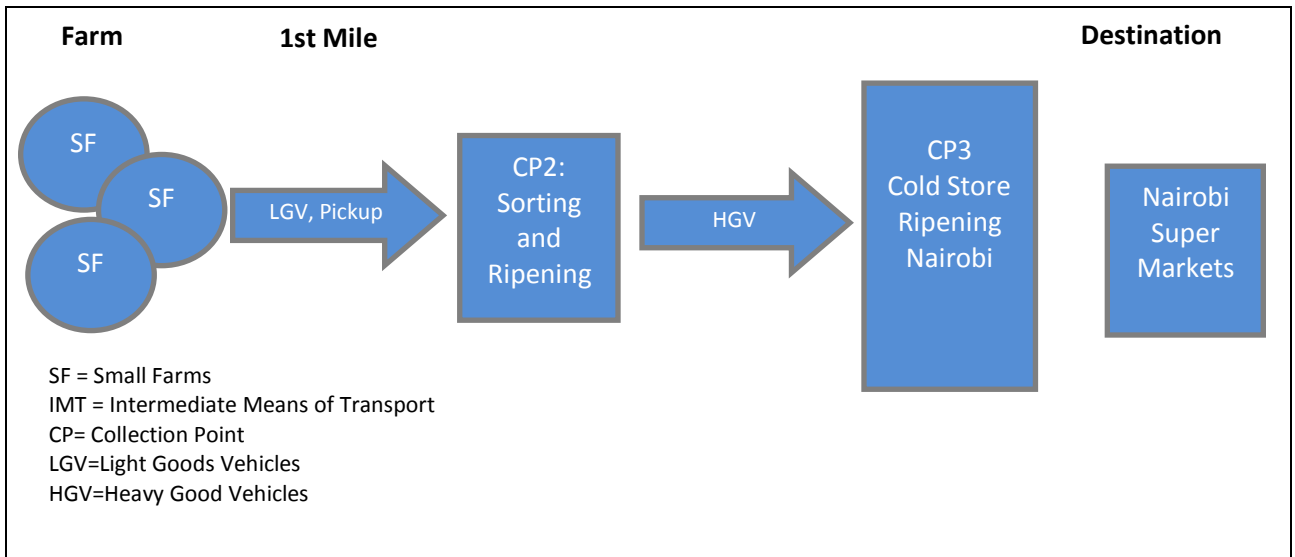 Farm
1st Mile
Destination
SF
SF
SF
LGV, Pickup
CP2:
Sorting
and
Ripening
HGV
CP3
Cold Store
Ripening
Nairobi
Nairobi
Super
Markets
SF = Small Farms
IMT = Intermediate Means of Transport
CP= Collection Point
LGV=Light Goods Vehicles
HGV=Heavy Good Vehicles